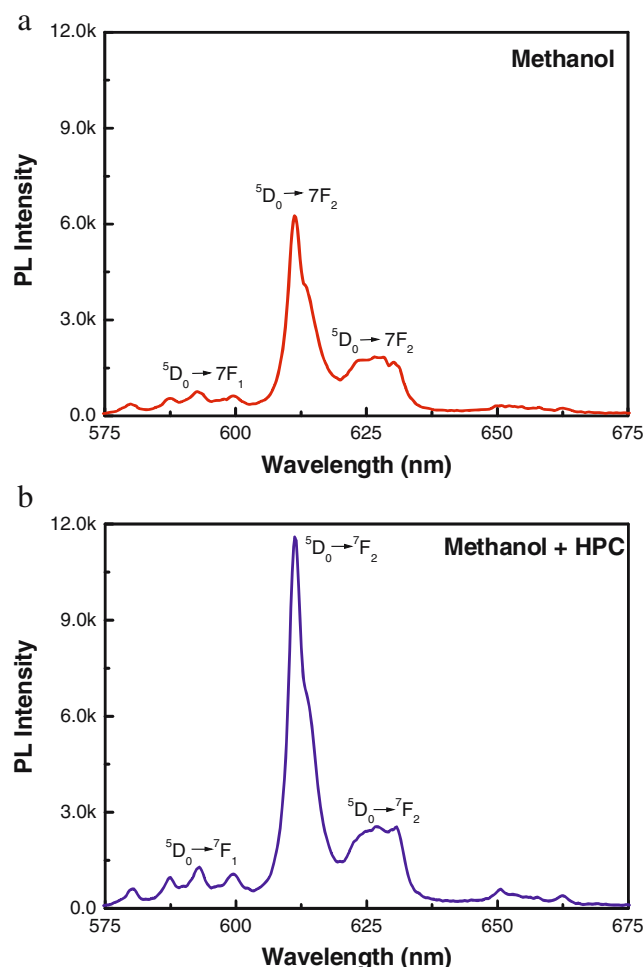 a
12.0k
Methanol
9.0k
⁵D₀→7F₂
6.0k
PL Intensity
3.0k
⁵D₀→7F₂
⁵D₀→7F₁
0.0
575 600 625 650 675
Wavelength (nm)
b
12.0k
⁵D₀→⁷F₂
Methanol + HPC
9.0k
6.0k
PL Intensity
3.0k
⁵D₀→⁷F₂
⁵D₀→⁷F₁
0.0
575 600 625 650 675
Wavelength (nm)